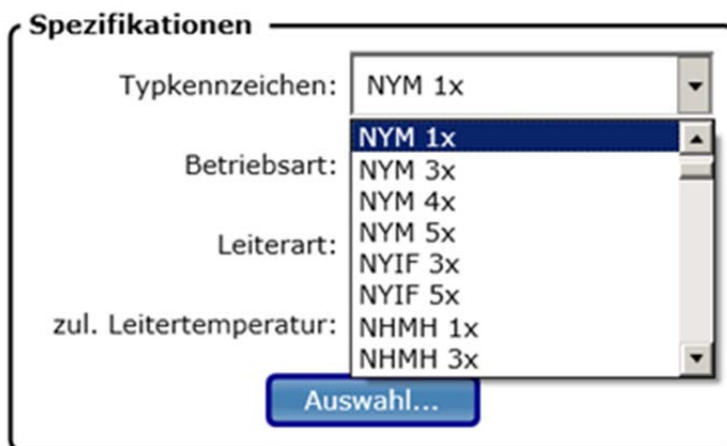 Spezifikationen
Typkennzeichen: NYM 1x
NYM 1x
Betriebsart: NYM 3x
NYM 4x
NYM 5x
Leiterart: NYIF 3x
NYIF 5x
zul. Leitertemperatur: NHMH 1x
NHMH 3x
Auswahl...